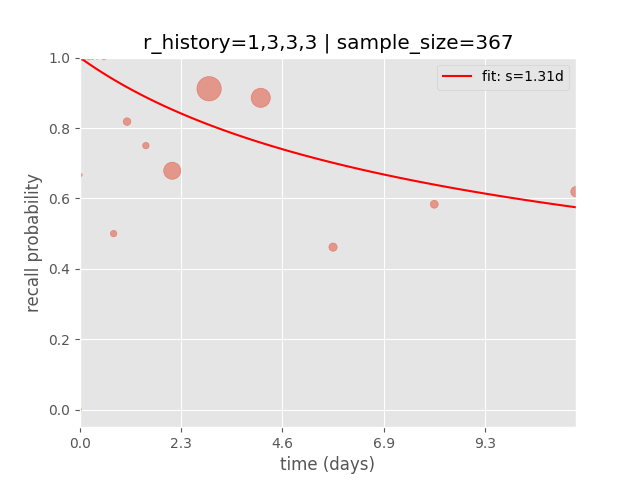 r_history=1,3,3,3 | sample_size=367
fit: s=1.31d
1.0
0.8
0.6
0.4
0.2
0.0
recall probability
0.0 2.3 4.6 6.9 9.3
time (days)